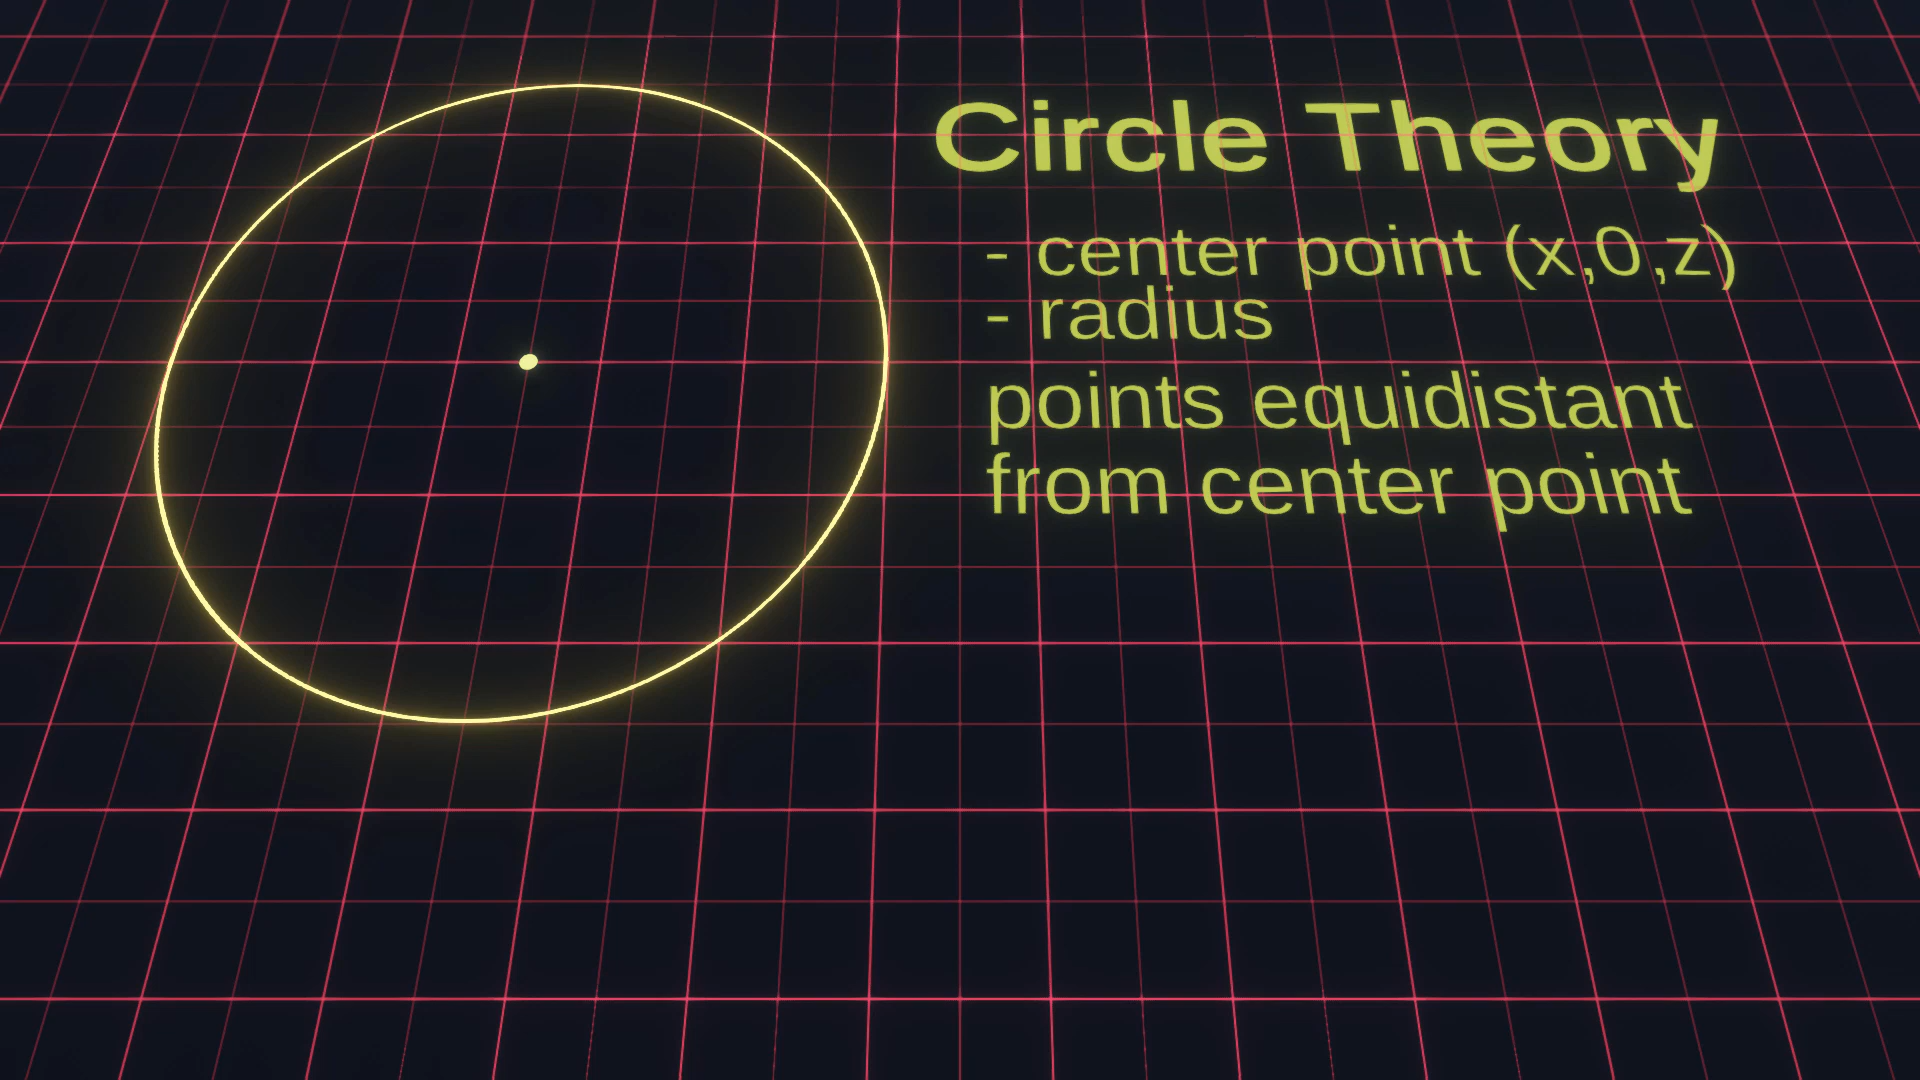 Circle Theory
- center point (x,0,z)
- radius
points equidistant
from center point